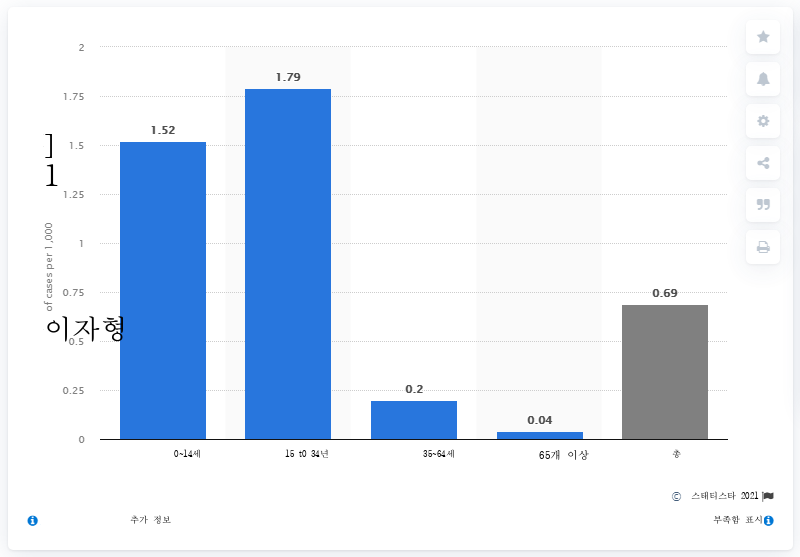 2
1.79
1.75
1.52
]
1.5
1
1.25
of cases per 1,000
1
0.75
0.69
이자형
0.5
0.25
0.2
0.04
0
0~14세
15 to 34년
35~64세
65개 이상
총
© 스태티스타 2021
추가 정보
부족함 표시